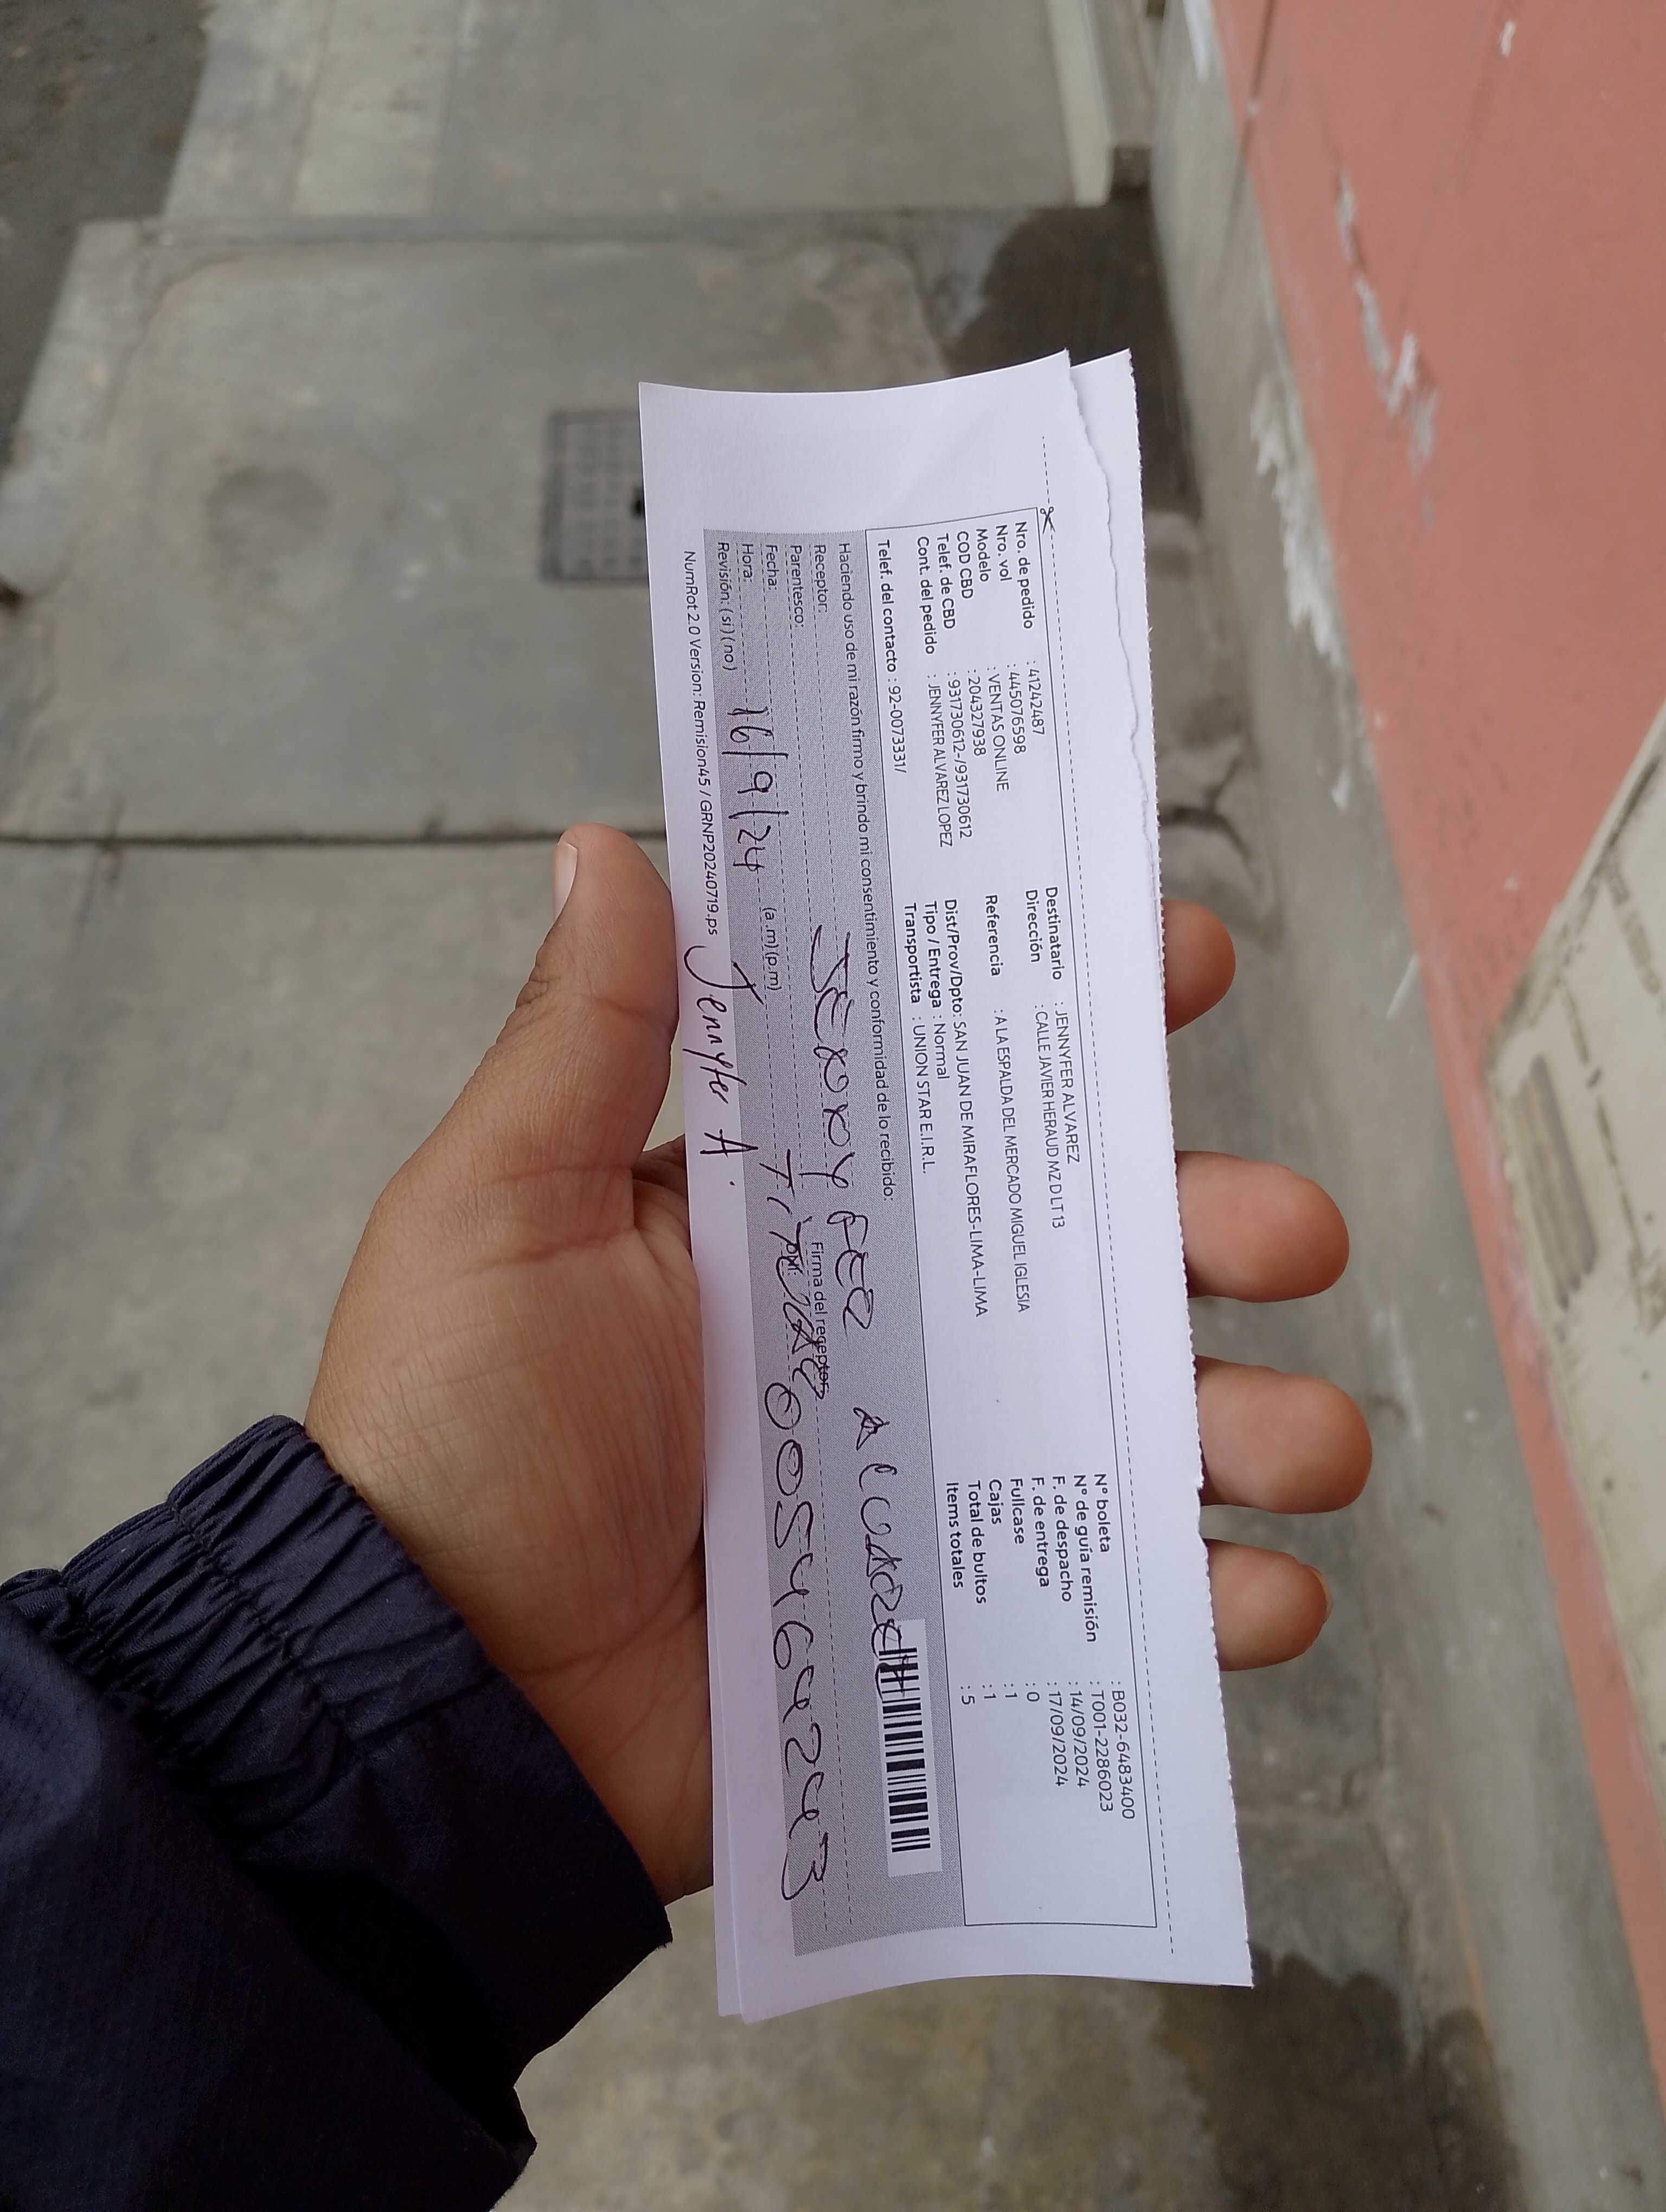 Nro. de pedido : 41242487
Nro. vol : 445076598
Modelo : VENTAS ONLINE
COD CBD : 204327938
Telef. de CBD : 931730612-/931730612
Cont. del pedido : JENNYFER ALVAREZ LOPEZ
Telef. del contacto : 92-0073331/
Destinatario : JENNYFER ALVAREZ
Dirección : CALLE JAVIER HERAUD MZ D LT 13
Referencia : A LA ESPALDA DEL MERCADO MIGUEL IGLESIA
Dist/Prov/Dpto: SAN JUAN DE MIRAFLORES-LIMA-LIMA
Tipo / Entrega : Normal
Transportista : UNION STAR E.I.R.L.
N° boleta : B032-6483400
N° de guía remisión : T001-2286023
F. de despacho : 14/09/2024
F. de entrega : 17/09/2024
Fullcase : 0
Cajas : 1
Total de bultos : 1
Items totales : 5
Haciendo uso de mi razón firmo y brindo mi consentimiento y conformidad de lo recibido:
Receptor:
Parentesco:
Fecha: 16/9/24
Hora: (a.m)(p.m)
Revisión: (si)(no)
Firma del receptor
Jennyfer A.
NumRot 2.0 Version: Remision45 / GRNP20240719.ps